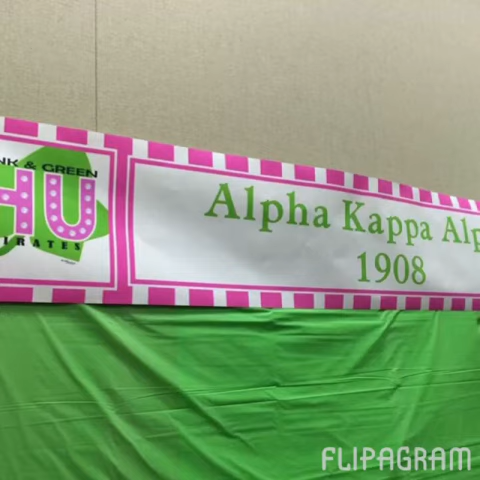 NK & GREEN
HU
IRATES
Alpha Kappa Alp
1908
FLIPAGRAM